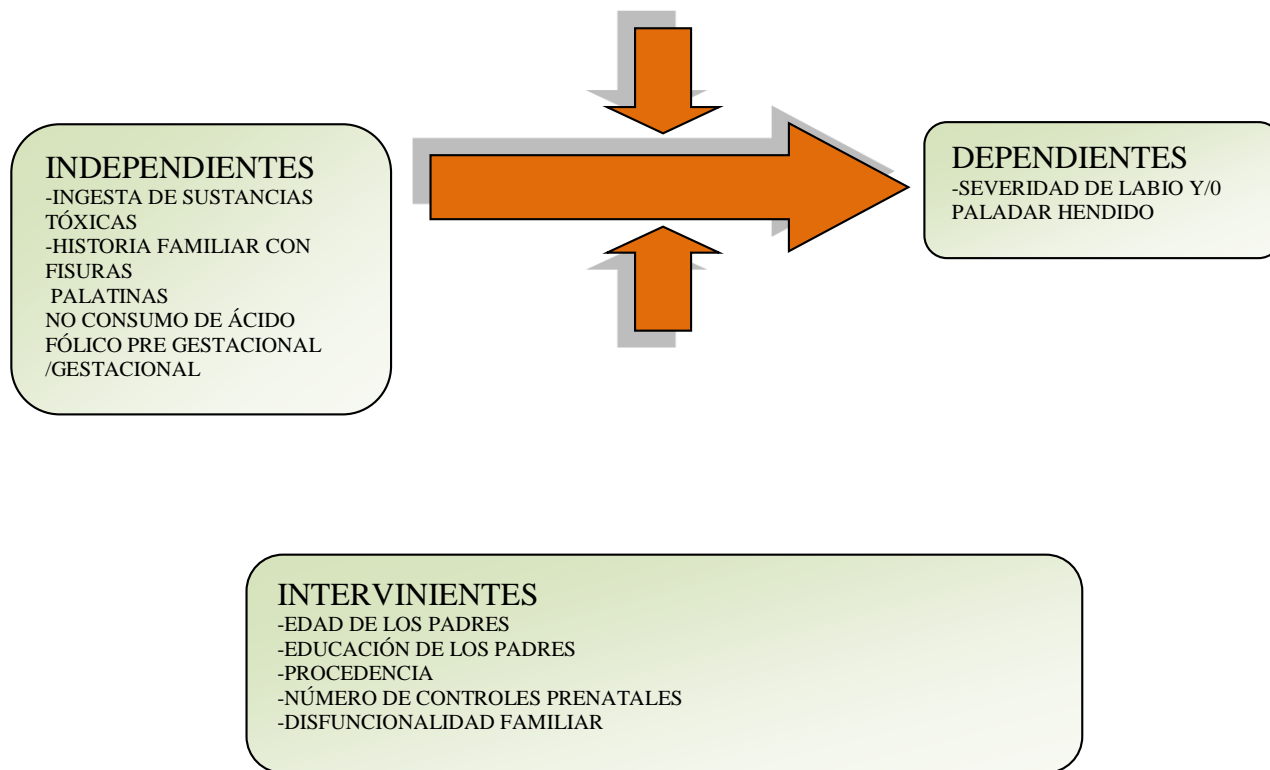 INDEPENDIENTES
-INGESTA DE SUSTANCIAS
TÓXICAS
-HISTORIA FAMILIAR CON
FISURAS
PALATINAS
NO CONSUMO DE ÁCIDO
FÓLICO PRE GESTACIONAL
/GESTACIONAL
DEPENDIENTES
-SEVERIDAD DE LABIO Y/0
PALADAR HENDIDO
INTERVINIENTES
-EDAD DE LOS PADRES
-EDUCACIÓN DE LOS PADRES
-PROCEDENCIA
-NÚMERO DE CONTROLES PRENATALES
-DISFUNCIONALIDAD FAMILIAR